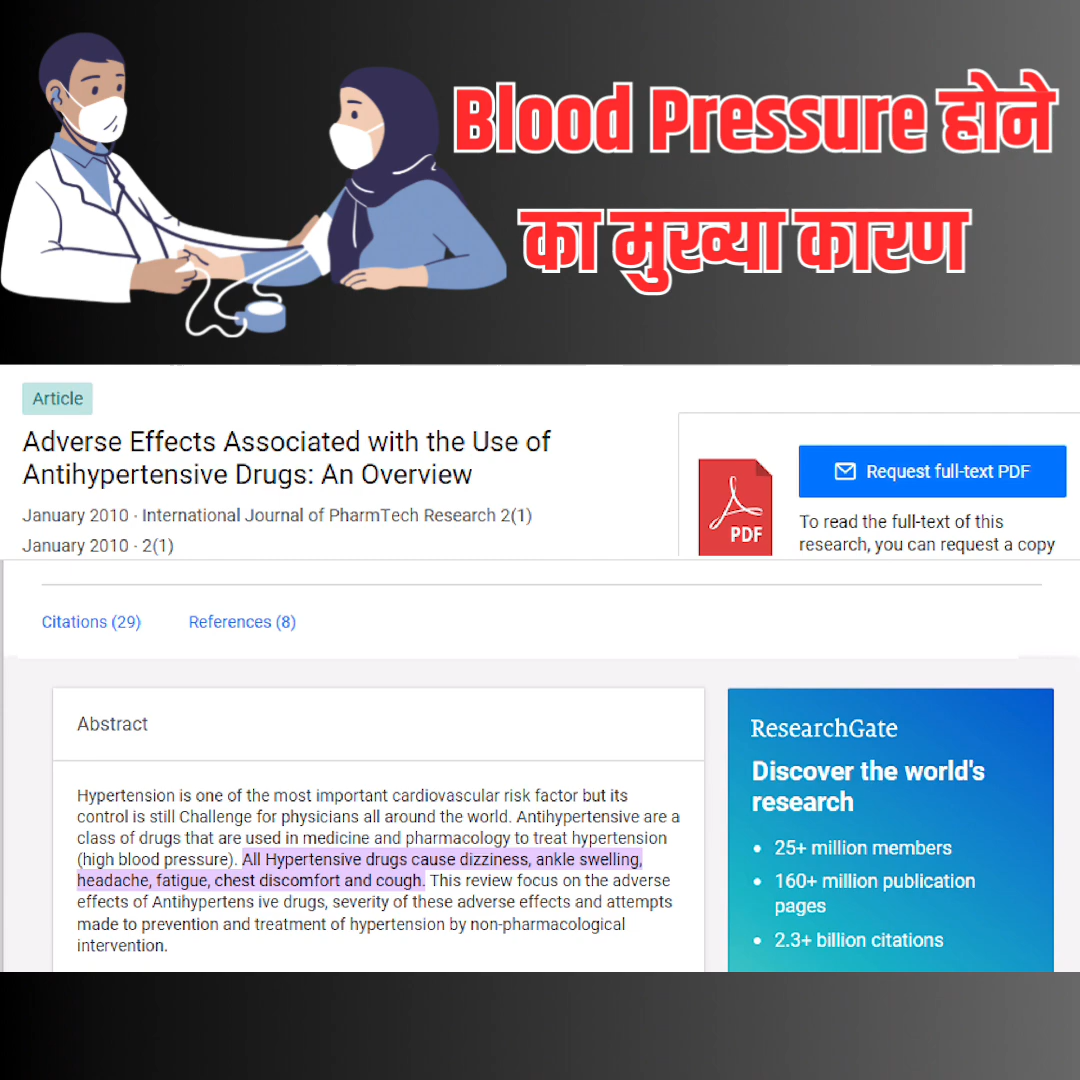 Blood Pressure होने
का मुख्या कारण
Article
Adverse Effects Associated with the Use of
Antihypertensive Drugs: An Overview
January 2010 · International Journal of PharmTech Research 2(1)
January 2010 · 2(1)
PDF
Request full-text PDF
To read the full-text of this
research, you can request a copy
Citations (29)
References (8)
Abstract
Hypertension is one of the most important cardiovascular risk factor but its
control is still Challenge for physicians all around the world. Antihypertensive are a
class of drugs that are used in medicine and pharmacology to treat hypertension
(high blood pressure). All Hypertensive drugs cause dizziness, ankle swelling,
headache, fatigue, chest discomfort and cough. This review focus on the adverse
effects of Antihypertens ive drugs, severity of these adverse effects and attempts
made to prevention and treatment of hypertension by non-pharmacological
intervention.
ResearchGate
Discover the world's
research
• 25+ million members
• 160+ million publication
pages
• 2.3+ billion citations